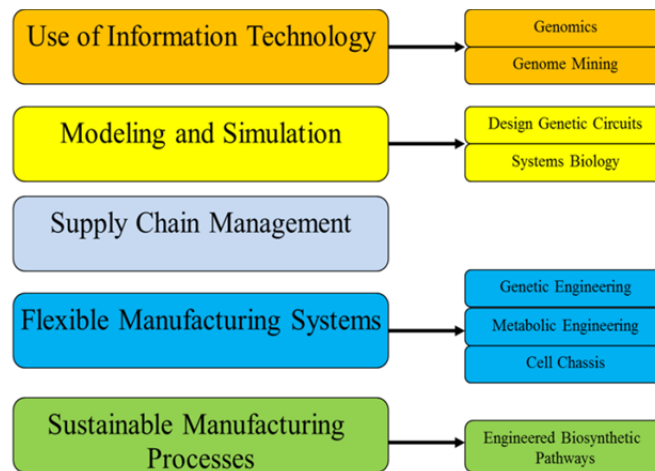 Use of Information Technology
Genomics
Genome Mining
Modeling and Simulation
Design Genetic Circuits
Systems Biology
Supply Chain Management
Flexible Manufacturing Systems
Genetic Engineering
Metabolic Engineering
Cell Chassis
Sustainable Manufacturing
Processes
Engineered Biosynthetic
Pathways